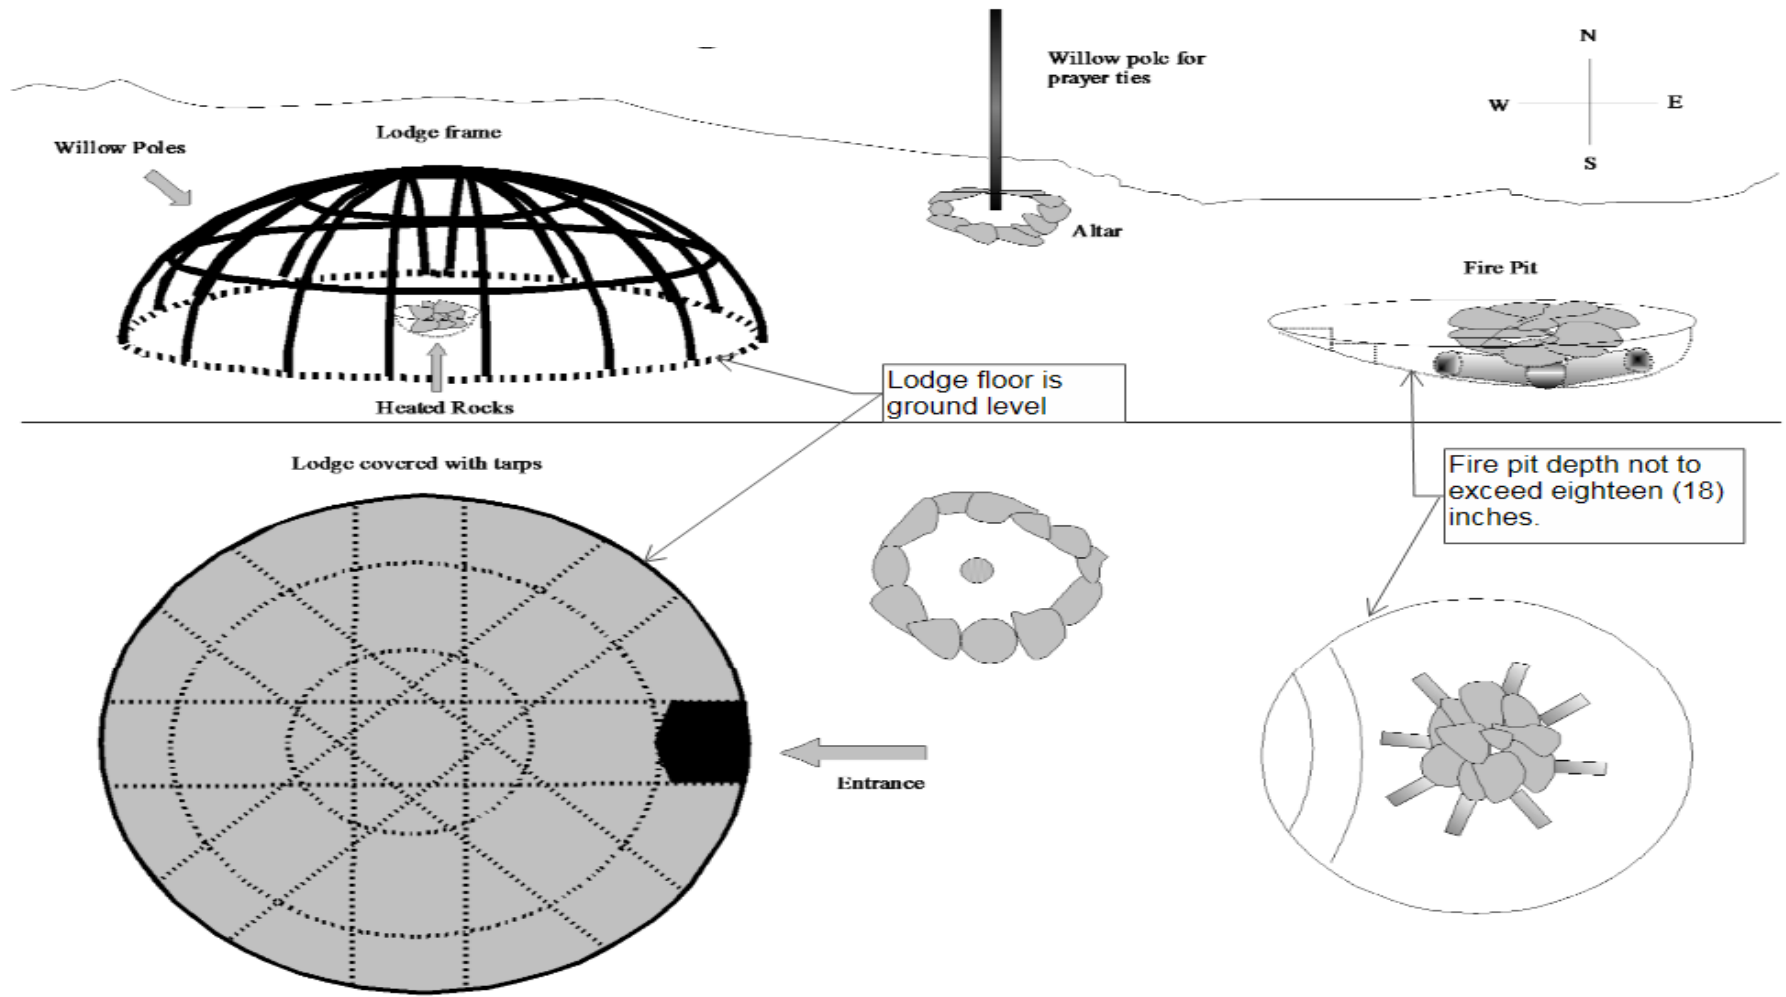 Willow pole for
prayer ties
N
W
E
S
Willow Poles
Lodge frame
Altar
Fire Pit
Lodge floor is
ground level
Heated Rocks
Lodge covered with tarps
Fire pit depth not to
exceed eighteen (18)
inches.
Entrance